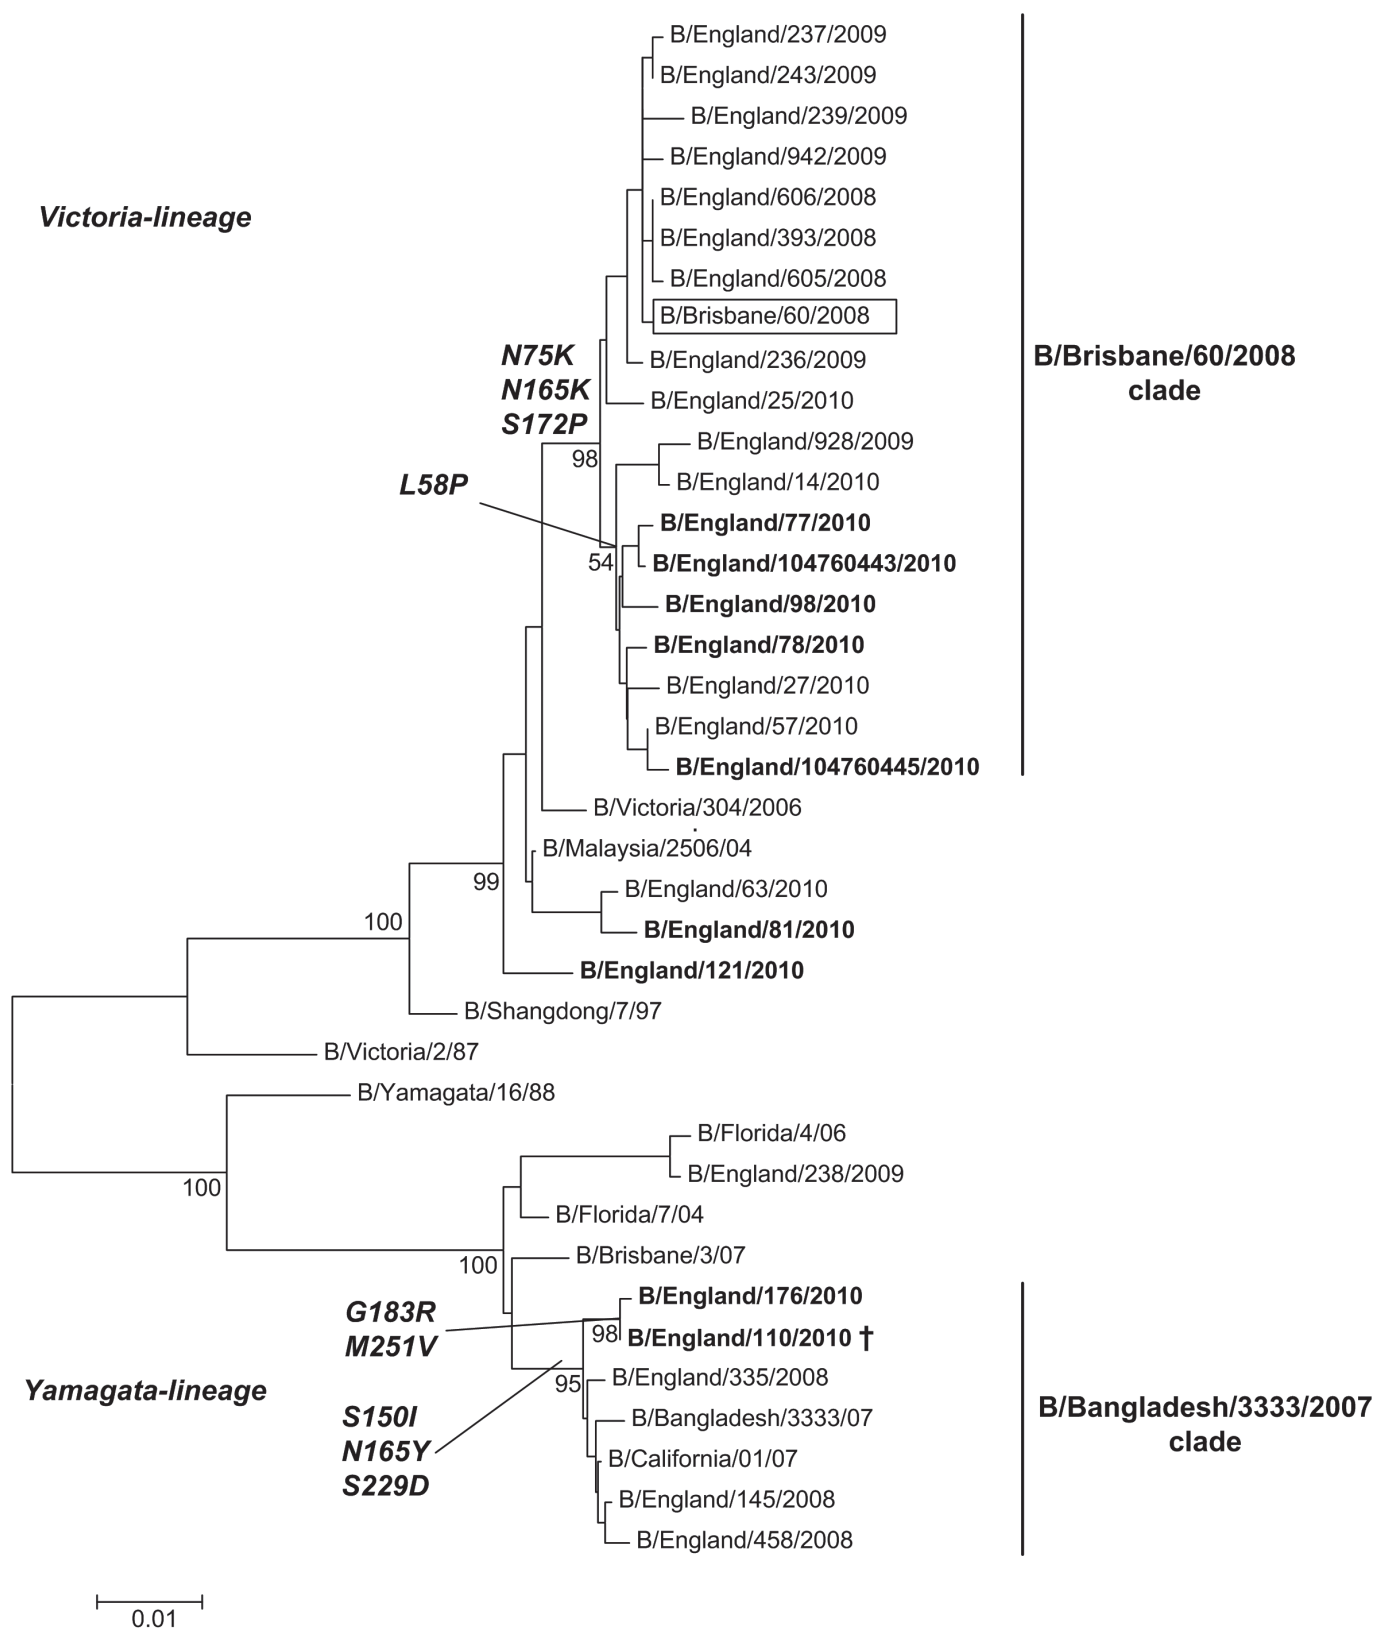 B/England/237/2009
B/England/243/2009
B/England/239/2009
B/England/942/2009
B/England/606/2008
Victoria-lineage
B/England/393/2008
B/England/605/2008
B/Brisbane/60/2008
N75K
N165K
S172P
B/England/236/2009
B/Brisbane/60/2008
clade
B/England/25/2010
98
B/England/928/2009
L58P
B/England/14/2010
B/England/77/2010
54
B/England/104760443/2010
B/England/98/2010
B/England/78/2010
B/England/27/2010
B/England/57/2010
B/England/104760445/2010
B/Victoria/304/2006
B/Malaysia/2506/04
99
B/England/63/2010
100
B/England/81/2010
B/England/121/2010
B/Shangdong/7/97
B/Victoria/2/87
B/Yamagata/16/88
B/Florida/4/06
100
B/England/238/2009
B/Florida/7/04
100
B/Brisbane/3/07
G183R
M251V
B/England/176/2010
98
B/England/110/2010 †
95
B/England/335/2008
Yamagata-lineage
S150I
N165Y
S229D
B/Bangladesh/3333/07
B/Bangladesh/3333/2007
clade
B/California/01/07
B/England/145/2008
B/England/458/2008
0.01